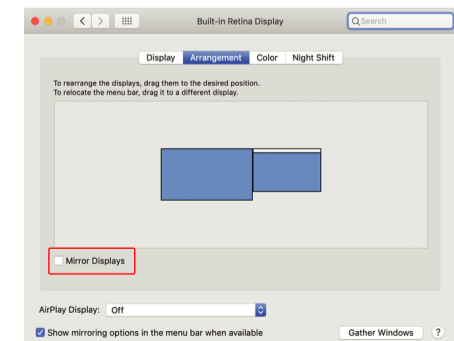 Built-in Retina Display
Search
Display Arrangement Color Night Shift
To rearrange the displays, drag them to the desired position.
To relocate the menu bar, drag it to a different display.
Mirror Displays
AirPlay Display: Off
Show mirroring options in the menu bar when available
Gather Windows ?